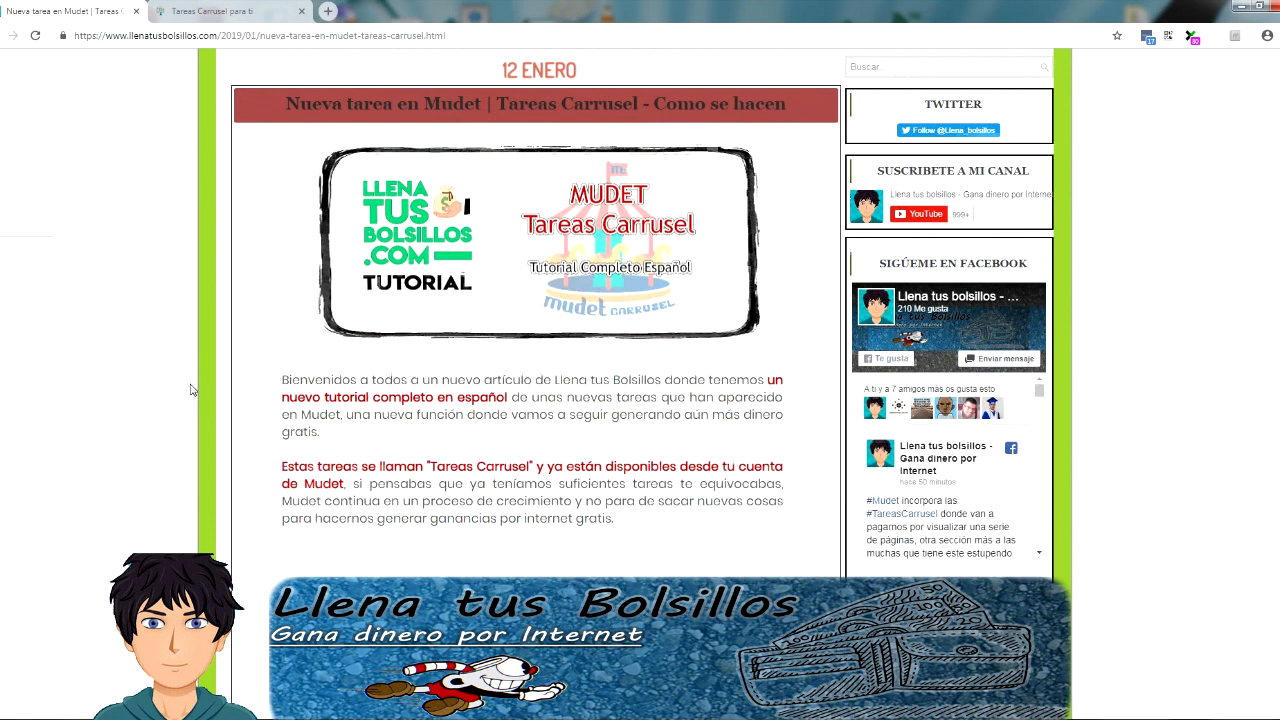 Nueva tarea en Mudet | Tareas C
Tareas Carrusel para ti
https://www.llenatusbolsillos.com/2019/01/nueva-tarea-en-mudet-tareas-carrusel.html
17
83
12 ENERO
Nueva tarea en Mudet | Tareas Carrusel - Como se hacen
LLENA
TUS
BOLSILLOS
.COM
TUTORIAL
m.
MUDET
Tareas Carrusel
Tutorial Completo Español
mudet CARRUSEL
Bienvenidos a todos a un nuevo artículo de Llena tus Bolsillos donde tenemos un
nuevo tutorial completo en español de unas nuevas tareas que han aparecido
en Mudet, una nueva función donde vamos a seguir generando aún más dinero
gratis.
Estas tareas se llaman "Tareas Carrusel" y ya están disponibles desde tu cuenta
de Mudet, si pensabas que ya teníamos suficientes tareas te equivocabas,
Mudet continua en un proceso de crecimiento y no para de sacar nuevas cosas
para hacernos generar ganancias por internet gratis.
Buscar..
TWITTER
Follow @Llena_bolsillos_
SUSCRIBETE A MI CANAL
Llena tus bolsillos - Gana dinero por Interne
YouTube 999+
SIGÚEME EN FACEBOOK
Llena tus bolsillos - ...
210 Me gusta
Te gusta
Enviar mensaje
A ti y a 7 amigos más os gusta esto
Llena tus bolsillos -
Gana dinero por
Internet
hace 50 minutos
#Mudet incorpora las
#TareasCarrusel donde van a
pagarnos por visualizar una serie
de páginas, otra sección más a las
muchas que tiene este estupendo
Llena tus Bolsillos
Gana dinero por Internet